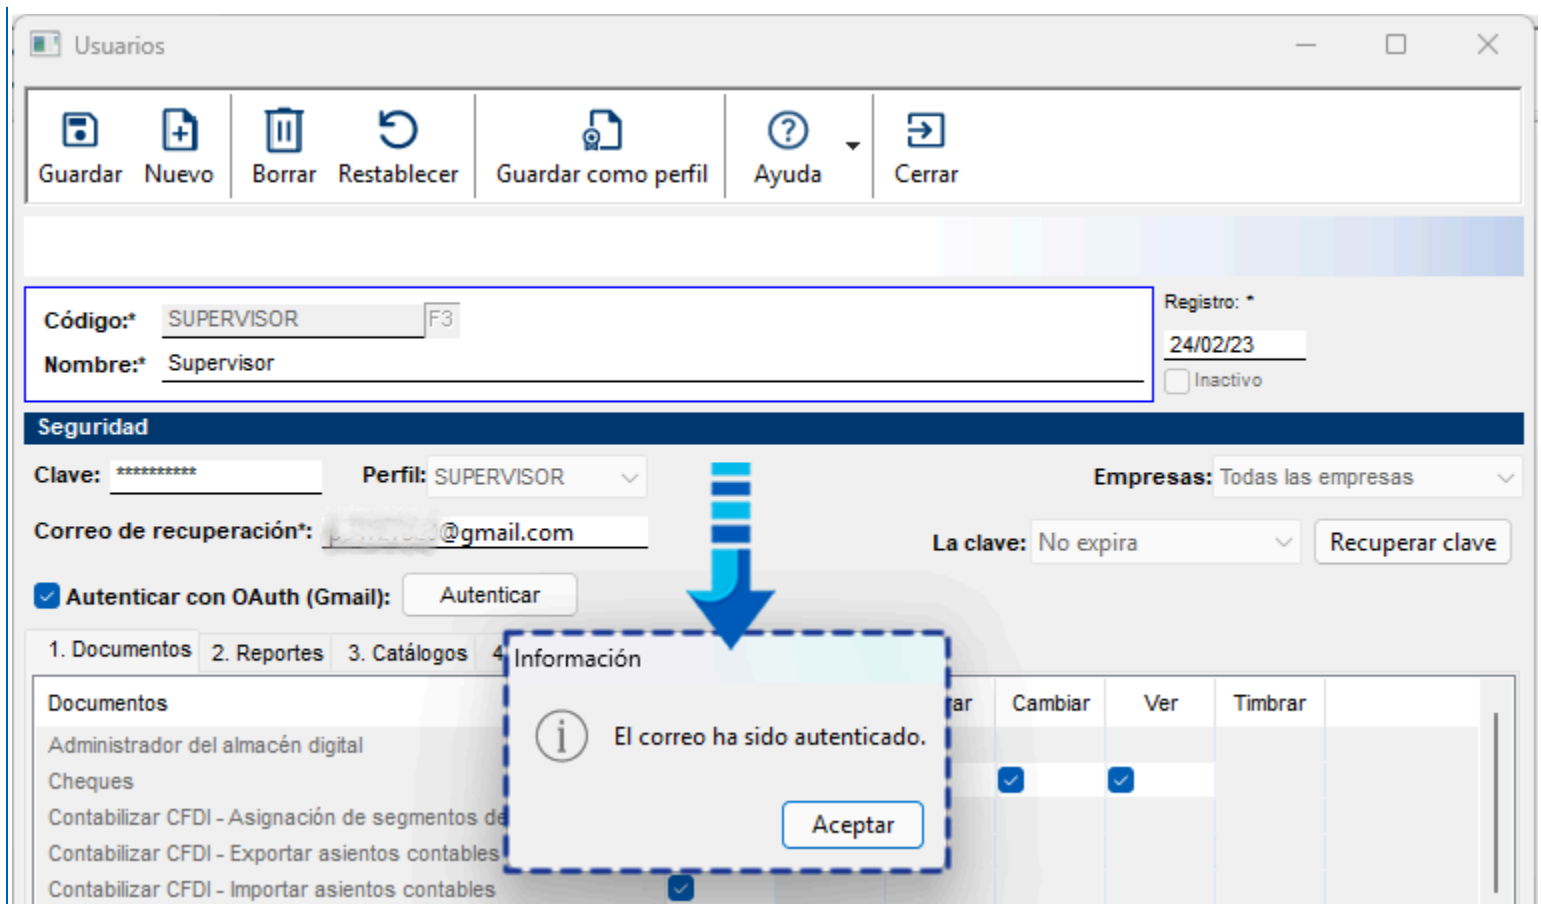 Usuarios
Guardar Nuevo Borrar Restablecer Guardar como perfil Ayuda Cerrar
Código:* SUPERVISOR F3
Nombre:* Supervisor
Registro: *
24/02/23
Inactivo
Seguridad
Clave: ********** Perfil: SUPERVISOR Empresas: Todas las empresas
Correo de recuperación*: @gmail.com La clave: No expira Recuperar clave
Autenticar con OAuth (Gmail): Autenticar
1. Documentos 2. Reportes 3. Catálogos 4
Información
El correo ha sido autenticado.
Aceptar
Documentos ar Cambiar Ver Timbrar
Administrador del almacén digital
Cheques
Contabilizar CFDI - Asignación de segmentos de
Contabilizar CFDI - Exportar asientos contables
Contabilizar CFDI - Importar asientos contables